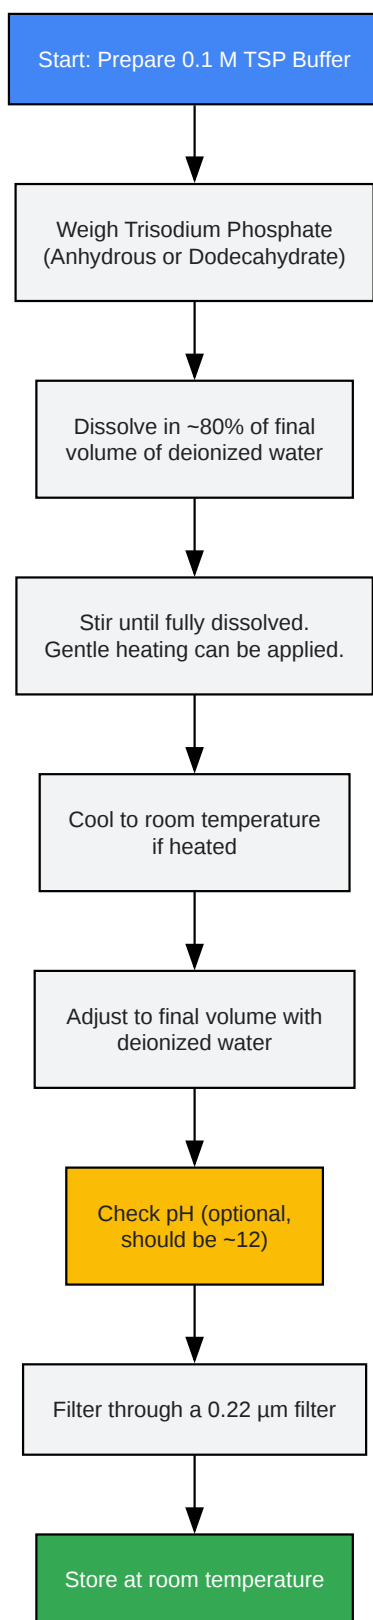 Start: Prepare 0.1 M TSP Buffer
Weigh Trisodium Phosphate
(Anhydrous or Dodecahydrate)
Dissolve in ~80% of final
volume of deionized water
Stir until fully dissolved.
Gentle heating can be applied.
Cool to room temperature
if heated
Adjust to final volume with
deionized water
Check pH (optional,
should be ~12)
Filter through a 0.22 µm filter
Store at room temperature